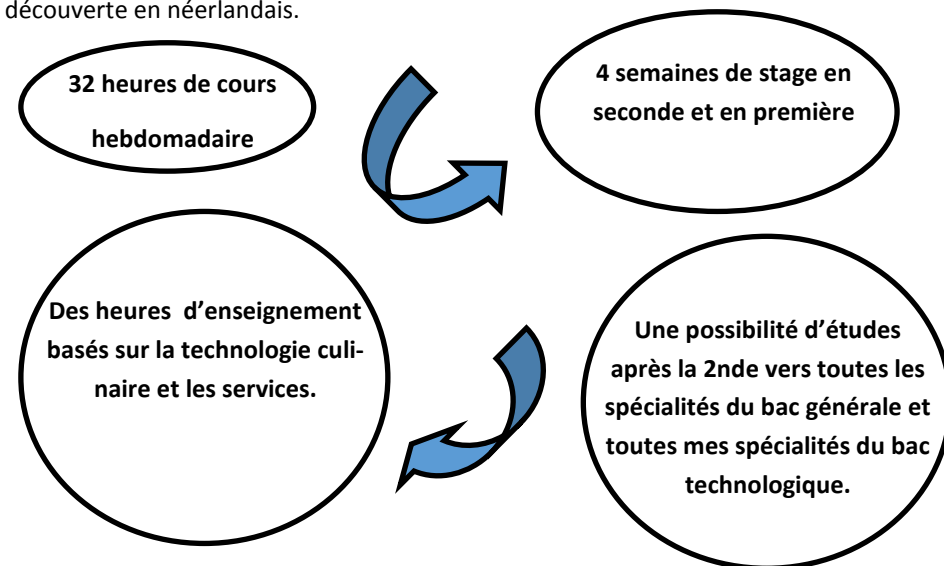 découverte en néerlandais.
32 heures de cours
hebdomadaire
4 semaines de stage en
seconde et en première
Des heures d’enseignement
basés sur la technologie culi-
naire et les services.
Une possibilité d’études
après la 2nde vers toutes les
spécialités du bac générale et
toutes mes spécialités du bac
technologique.